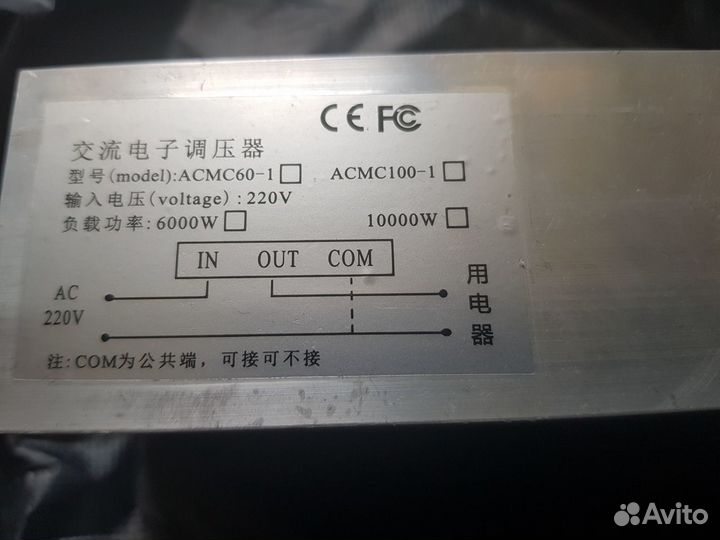 CE FC
交流电子调压器
型号(model):ACMC60-1□ ACMC100-1□
输入电压(voltage):220V
负载功率:6000W□ 10000W□
IN OUT COM
AC
220V
用电器
注:COM为公共端，可接可不接
Avito